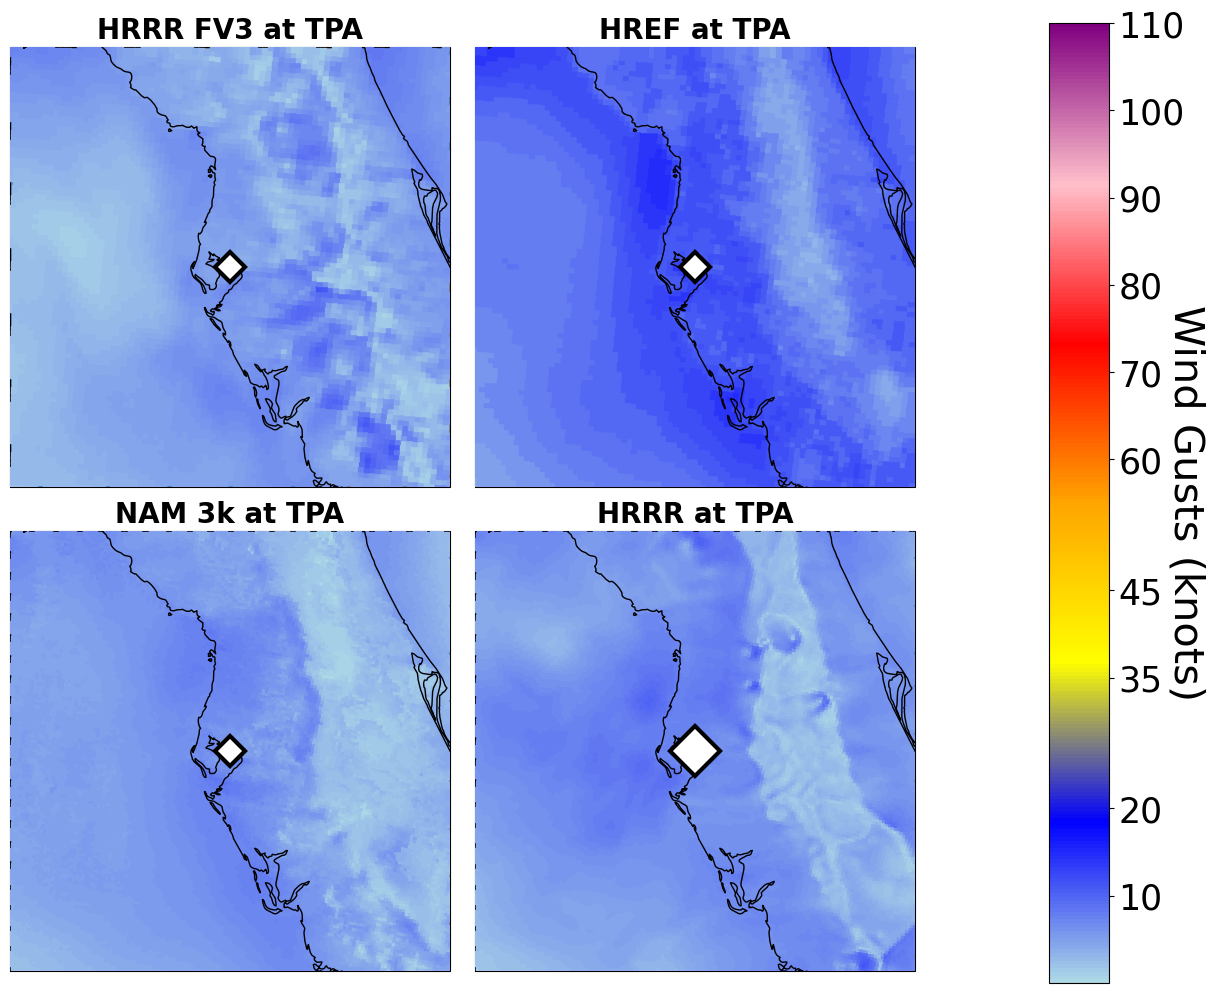 HRRR FV3 at TPA
HREF at TPA
NAM 3k at TPA
HRRR at TPA
110
100
90
80
70
60
45
35
20
10
Wind Gusts (knots)